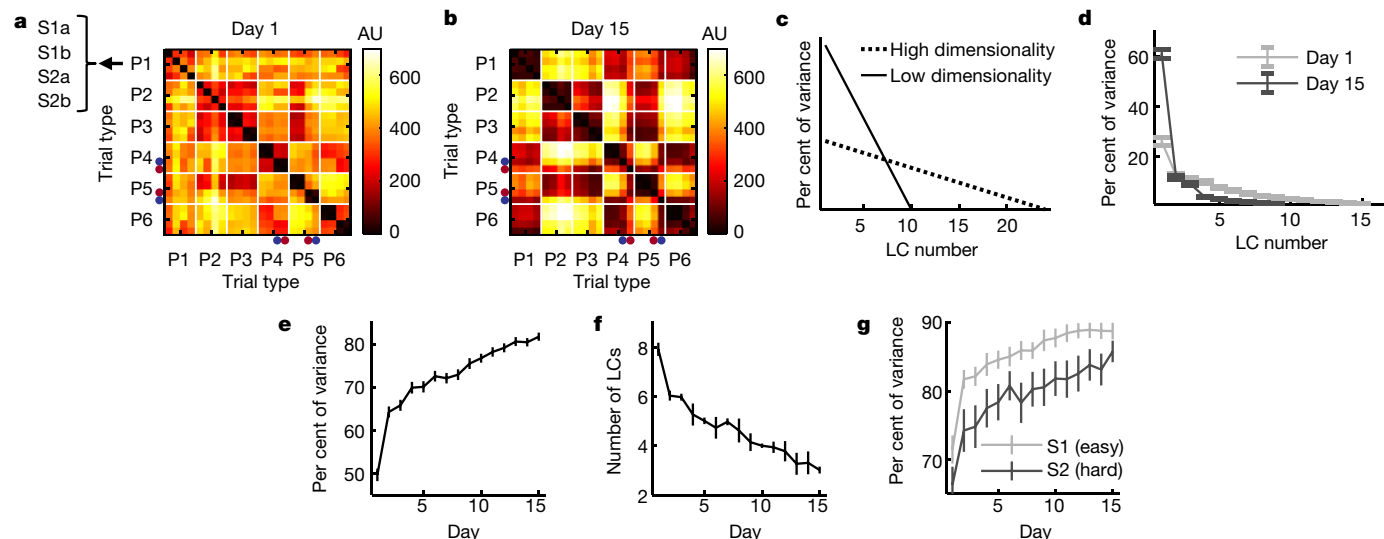 a
S1a
S1b
S2a
S2b
Day 1
AU
P1
P2
P3
P4
P5
P6
Trial type
600
400
200
0
P1 P2 P3 P4 P5 P6
Trial type
b
Day 15
AU
P1
P2
P3
P4
P5
P6
Trial type
600
400
200
0
P1 P2 P3 P4 P5 P6
Trial type
c
Per cent of variance
High dimensionality
Low dimensionality
5 10 15 20
LC number
d
Per cent of variance
60
40
20
Day 1
Day 15
5 10 15
LC number
e
Per cent of variance
80
70
60
50
5 10 15
Day
f
Number of LCs
8
6
4
2
5 10 15
Day
g
Per cent of variance
90
80
70
S1 (easy)
S2 (hard)
5 10 15
Day